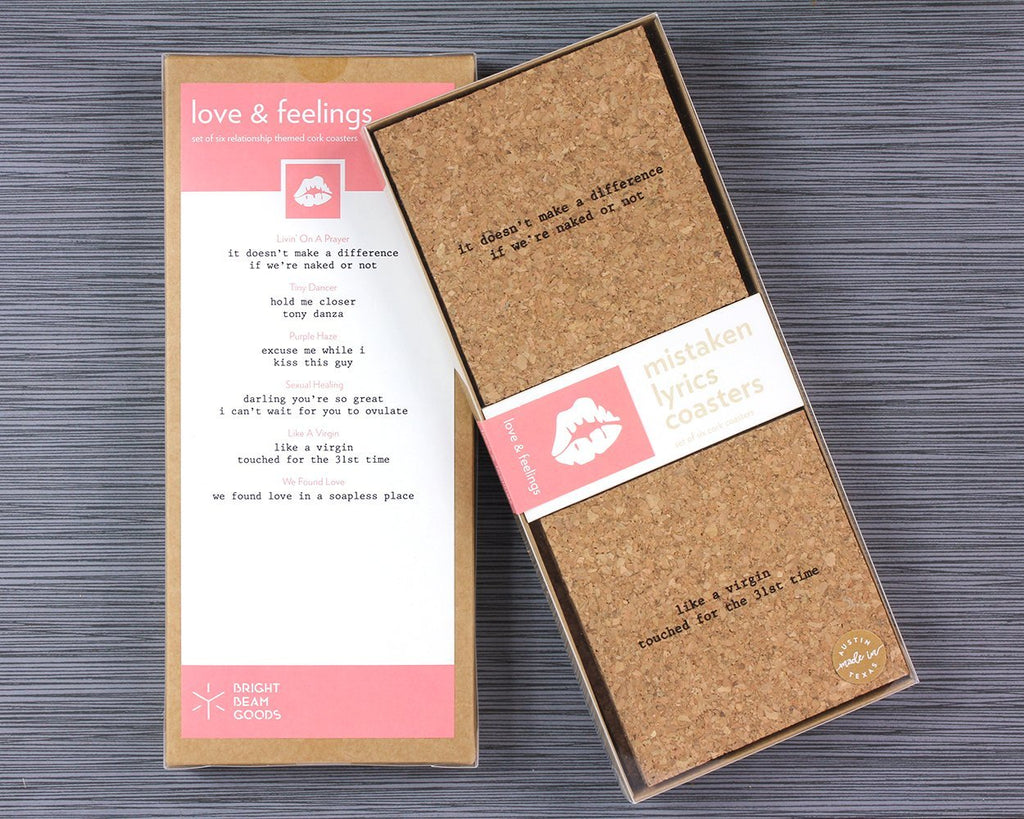 love & feelings
set of six relationship themed cork coasters
Livin' On A Prayer
it doesn't make a difference
if we're naked or not
Tiny Dancer
hold me closer
tony danza
Purple Haze
excuse me while i
kiss this guy
Sexual Healing
darling you're so great
i can't wait for you to ovulate
Like A Virgin
like a virgin
touched for the 31st time
We Found Love
we found love in a soapless place
BRIGHT
BEAM
GOODS
it doesn't make a difference
if we're naked or not
love & feelings
mistaken
lyrics
coasters
set of six cork coasters
like a virgin
touched for the 31st time
AUSTIN
made in
TEXAS